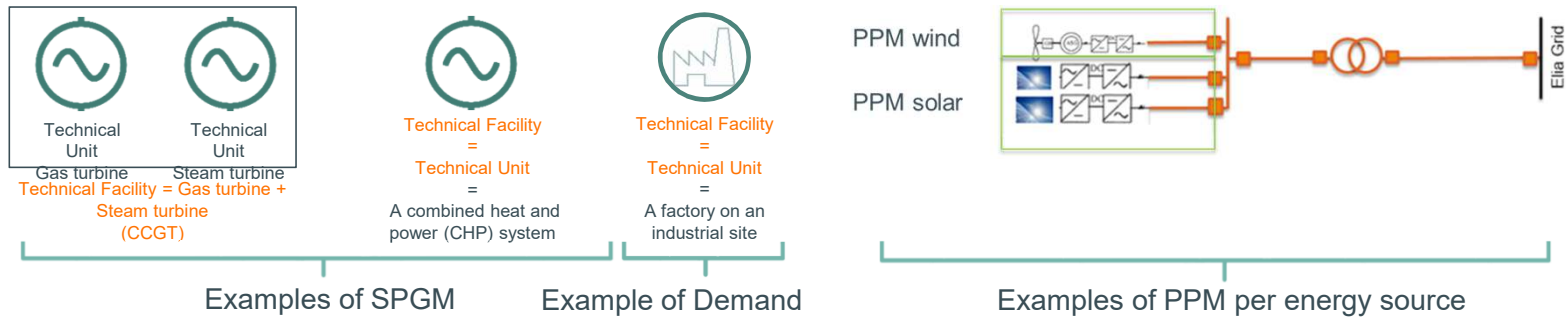 Technical
Unit
Gas turbine
Technical
Unit
Steam turbine
Technical Facility = Gas turbine +
Steam turbine
(CCGT)
Technical Facility
=
Technical Unit
=
A combined heat and
power (CHP) system
Technical Facility
=
Technical Unit
=
A factory on an
industrial site
PPM wind
PPM solar
DC
DC
Elia Grid
Examples of SPGM
Example of Demand
Examples of PPM per energy source